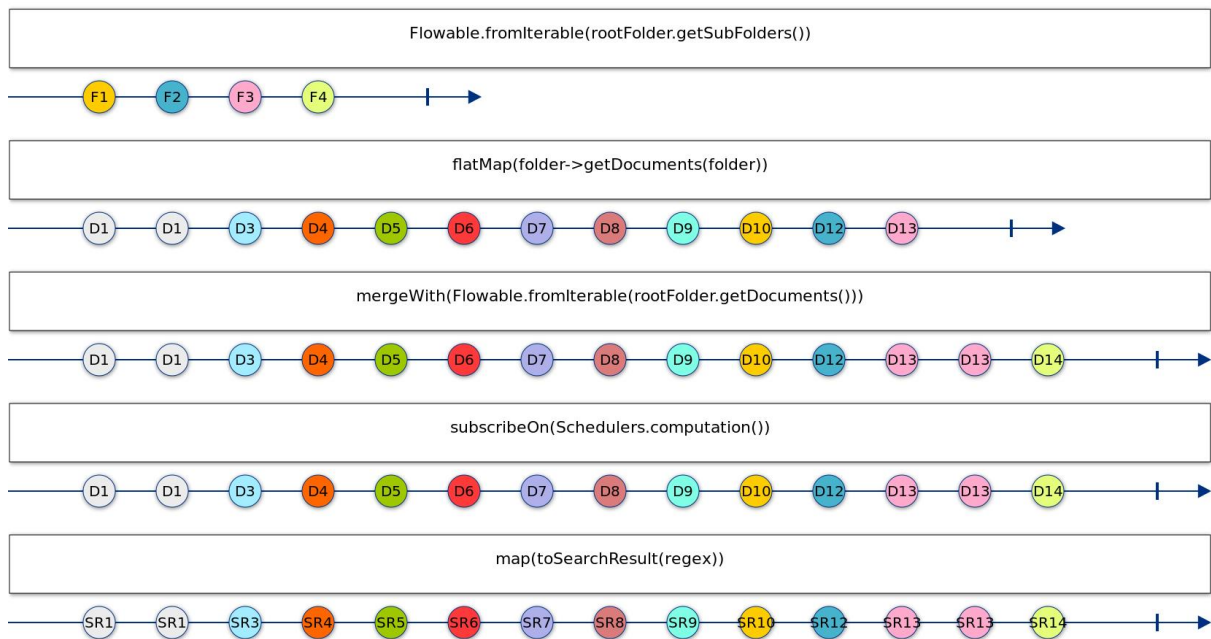 Flowable.fromIterable(rootFolder.getSubFolders())
F1 F2 F3 F4
flatMap(folder->getDocuments(folder))
D1 D1 D3 D4 D5 D6 D7 D8 D9 D10 D12 D13
mergeWith(Flowable.fromIterable(rootFolder.getDocuments()))
D1 D1 D3 D4 D5 D6 D7 D8 D9 D10 D12 D13 D13 D14
subscribeOn(Schedulers.computation())
D1 D1 D3 D4 D5 D6 D7 D8 D9 D10 D12 D13 D13 D14
map(toSearchResult(regex))
SR1 SR1 SR3 SR4 SR5 SR6 SR7 SR8 SR9 SR10 SR12 SR13 SR13 SR14